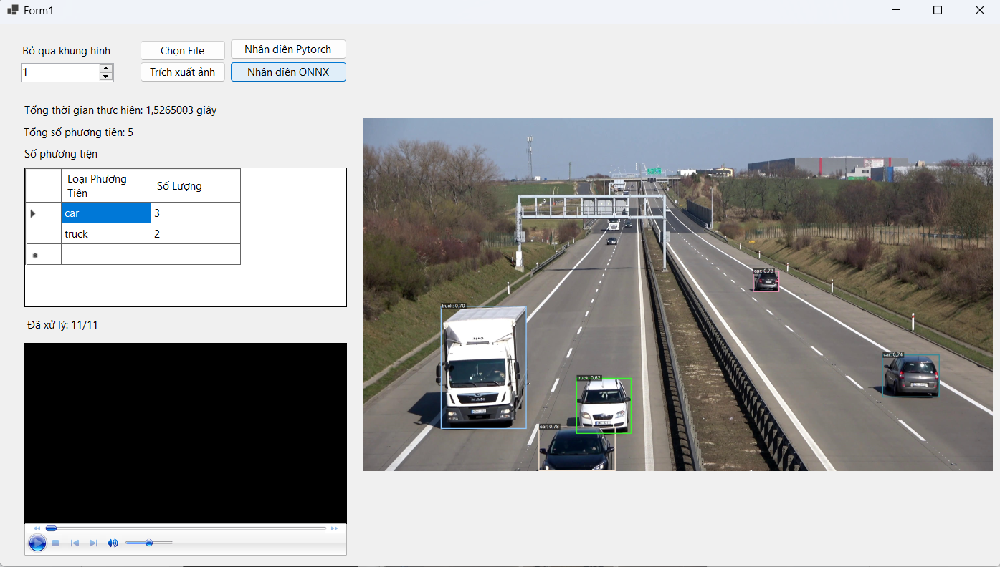 Form1
Bỏ qua khung hình
1
Chọn File
Nhận diện Pytorch
Trích xuất ảnh
Nhận diện ONNX
Tổng thời gian thực hiện: 1,5265003 giây
Tổng số phương tiện: 5
Số phương tiện
Loại Phương
Tiện
Số Lượng
car
3
truck
2
Đã xử lý: 11/11
car: 0,73
truck: 0,70
car: 0,74
truck: 0,62
car: 0,78
MAN